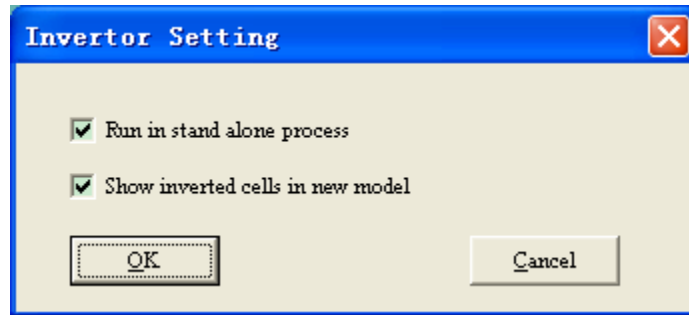 Invertor Setting
Run in stand alone process
Show inverted cells in new model
OK Cancel